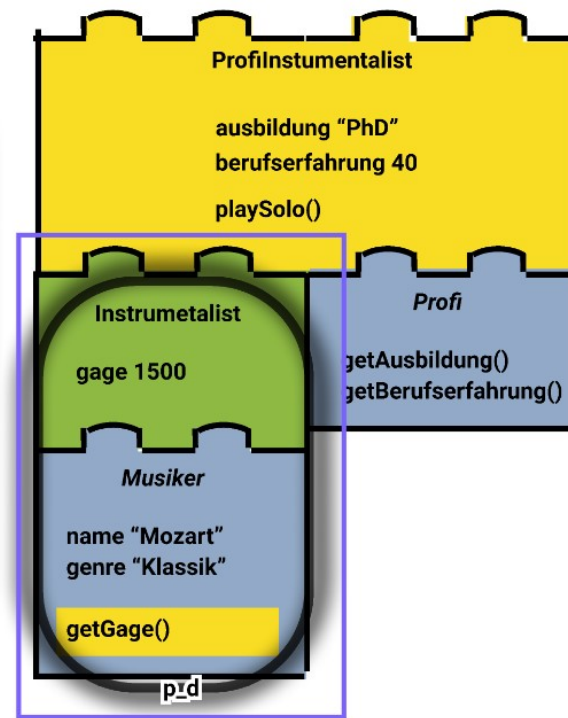 ProfiInstumentalist
ausbildung “PhD”
berufserfahrung 40
playSolo()
Instrumetalist
gage 1500
Profi
getAusbildung()
getBerufserfahrung()
Musiker
name “Mozart”
genre “Klassik”
getGage()
p_d